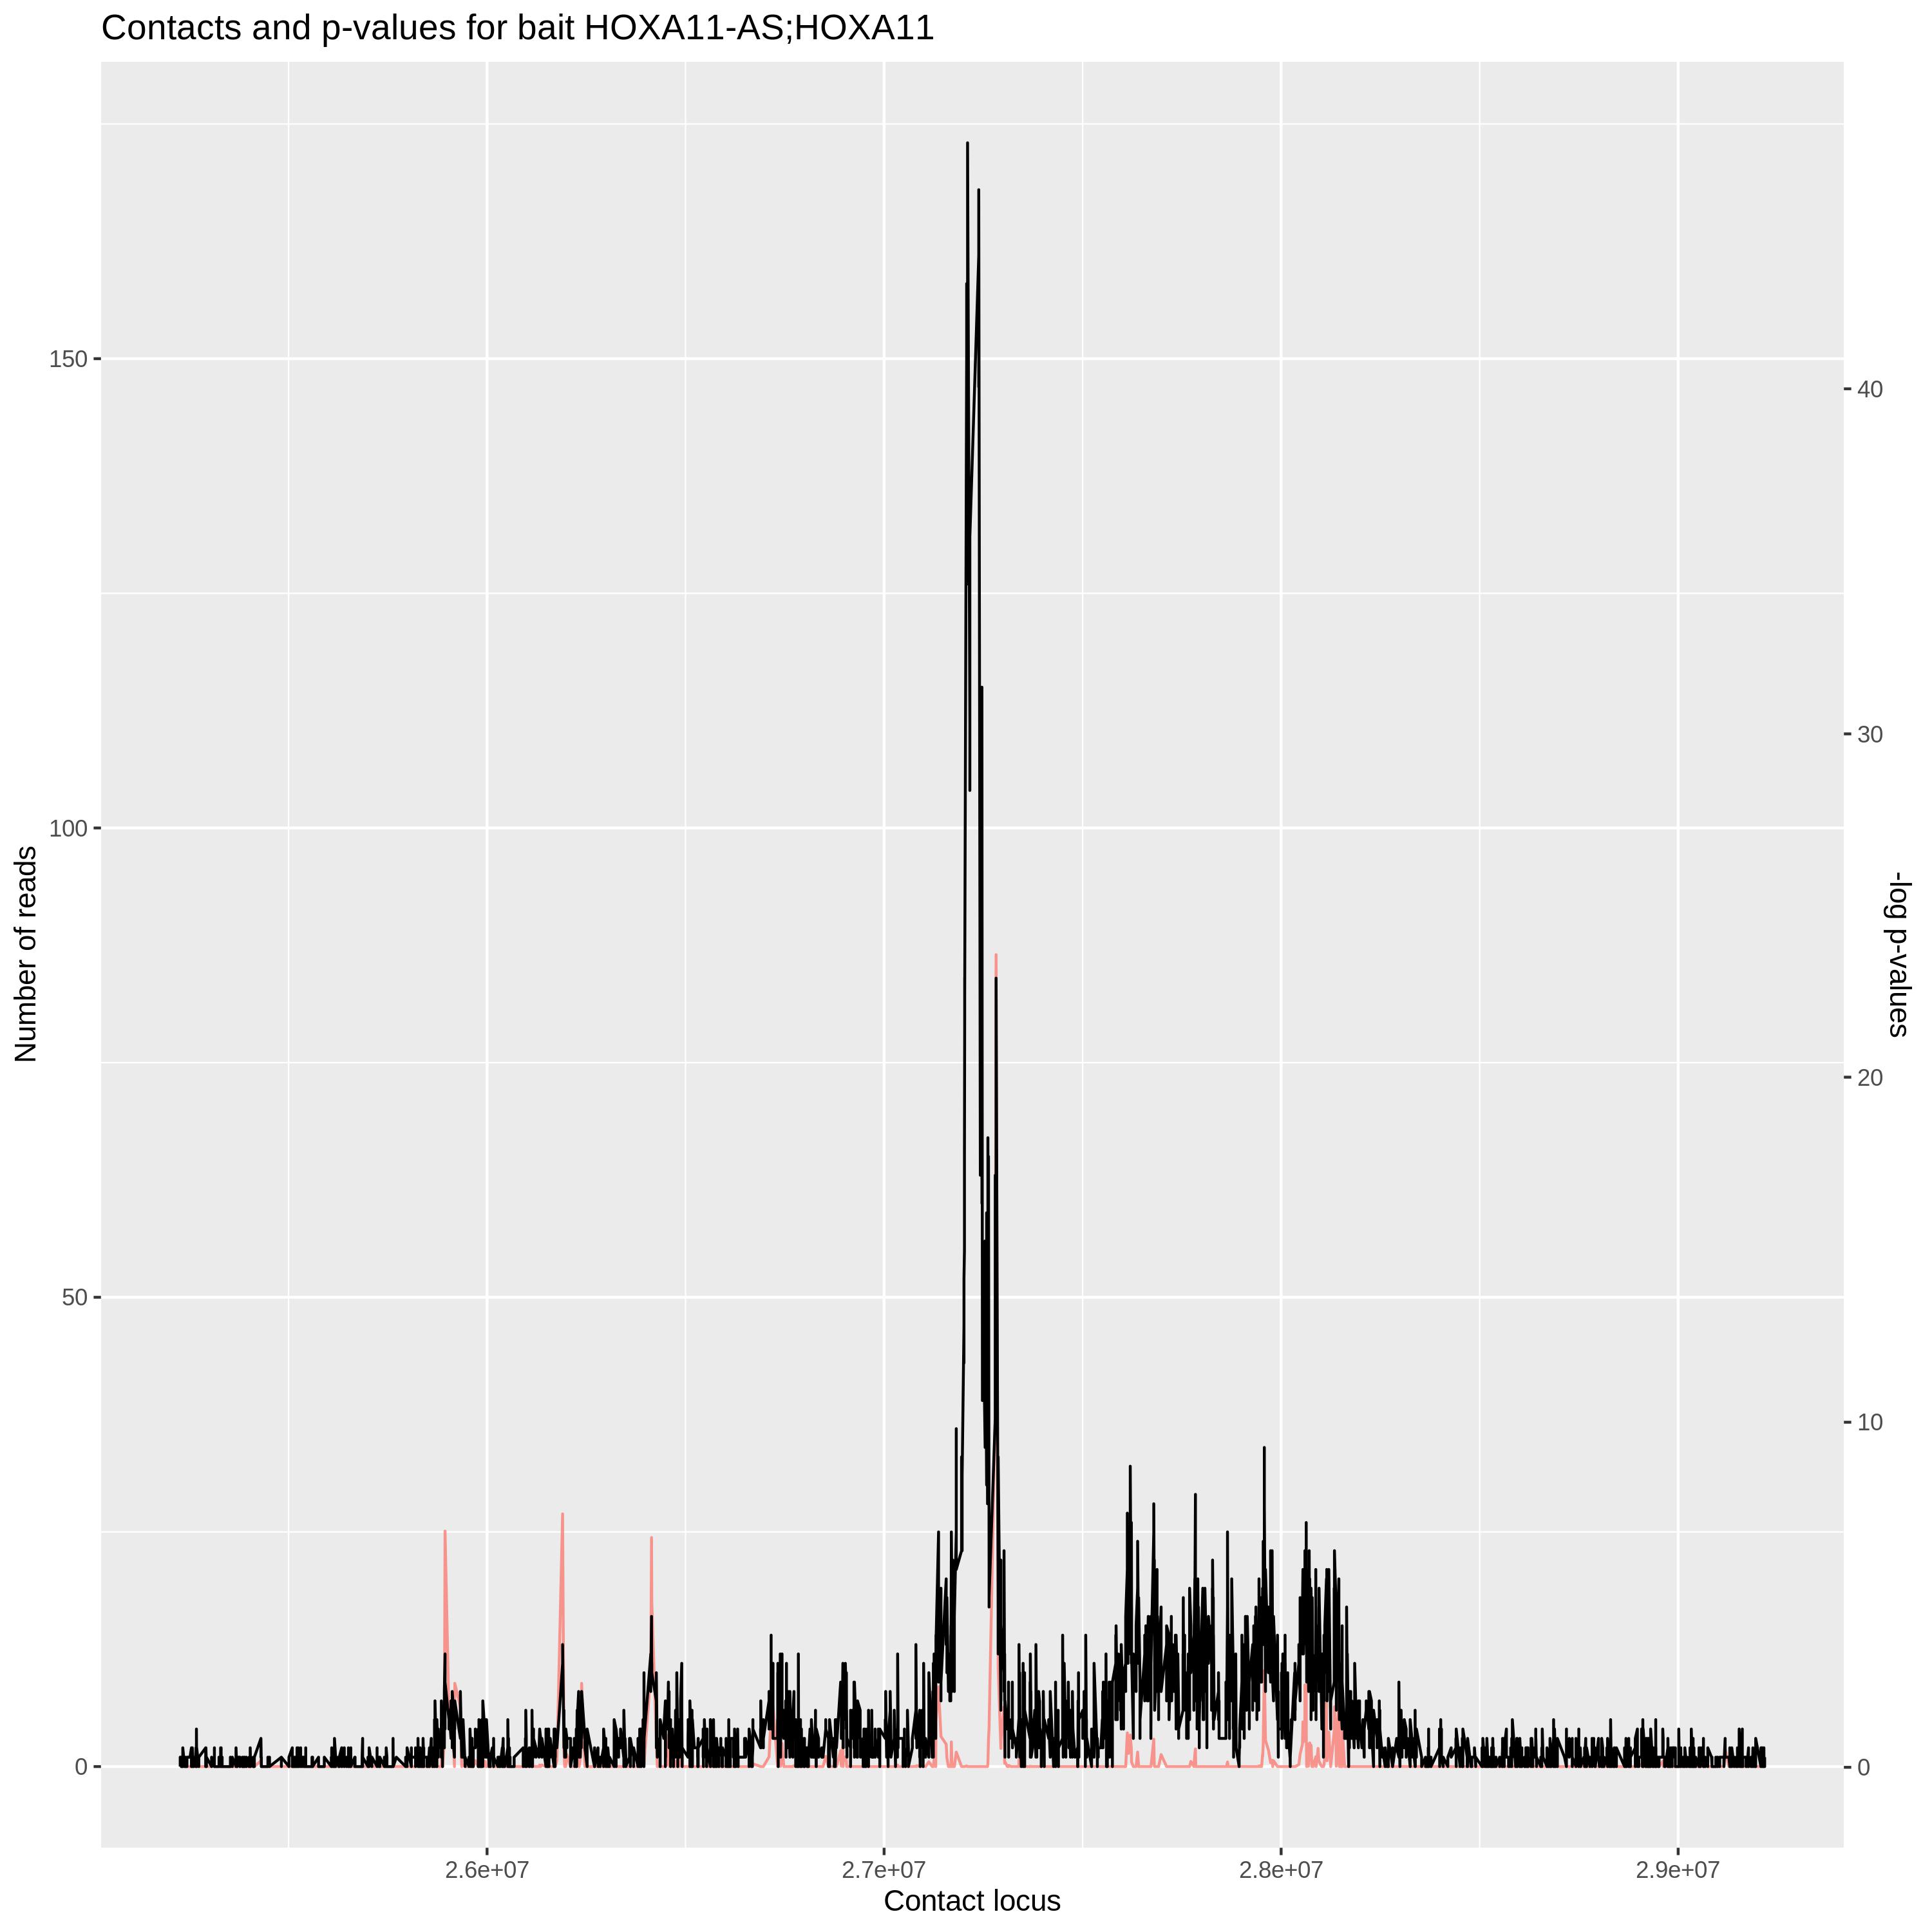 Contacts and p-values for bait HOXA11-AS;HOXA11
150
100
50
0
Number of reads
40
30
20
10
0
-log p-values
2.6e+07
2.7e+07
2.8e+07
2.9e+07
Contact locus